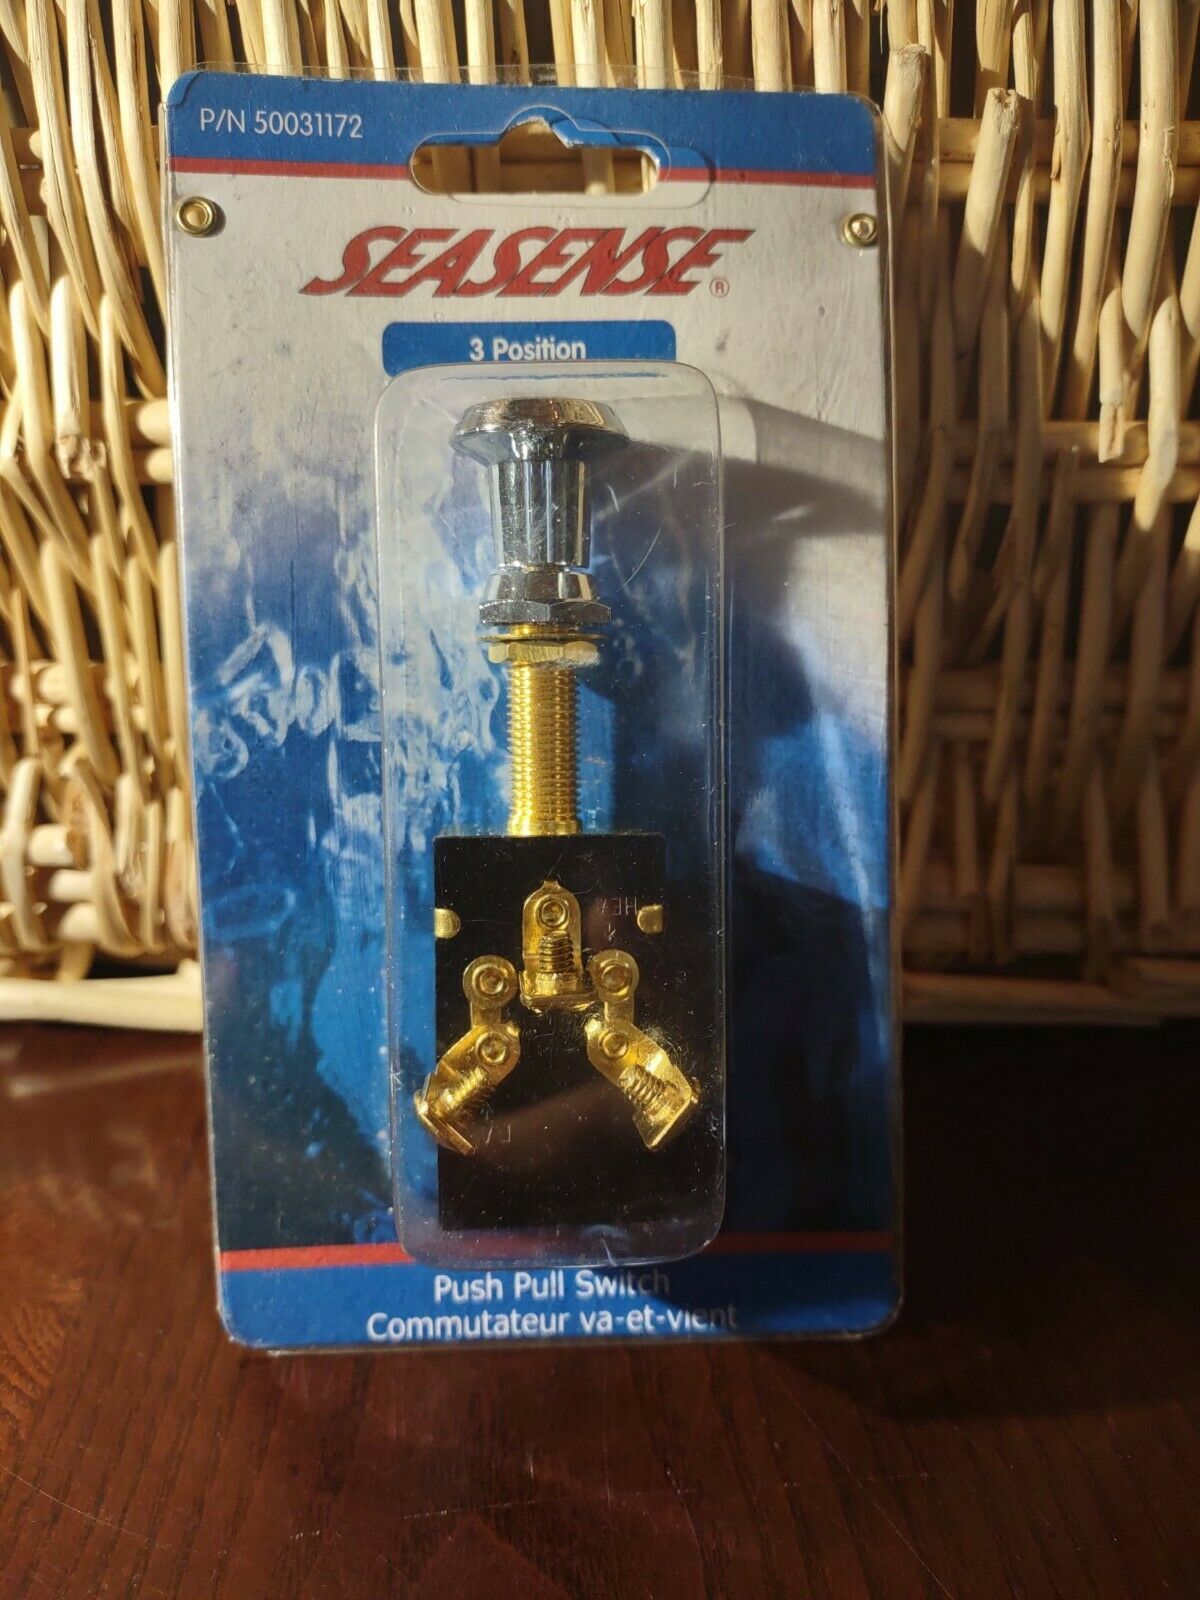 P/N 50031172
SEASENSE®
3 Position
Push Pull Switch
Commutateur va-et-vient